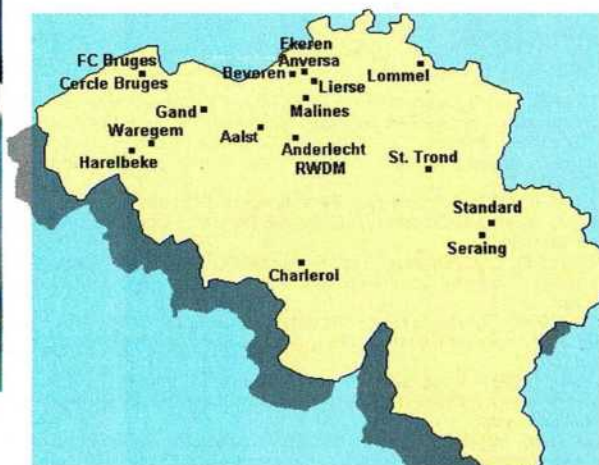 Ekeren
FC Bruges
Anversa
Beveren
Lommel
Cercle Bruges
Lierse
Gand
Malines
Waregem
Aalst
Anderlecht
Harelbeke
RWDM
St. Trond
Standard
Seraing
Charlerol